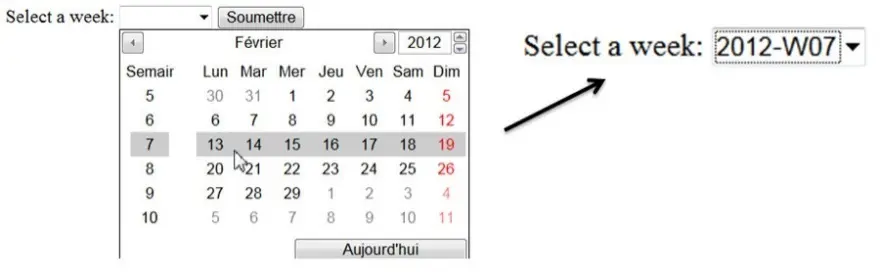 Select a week: Soumettre
Février 2012
Semair Lun Mar Mer Jeu Ven Sam Dim
5 30 31 1 2 3 4 5
6 6 7 8 9 10 11 12
7 13 14 15 16 17 18 19
8 20 21 22 23 24 25 26
9 27 28 29 1 2 3 4
10 5 6 7 8 9 10 11
Aujourd'hui
Select a week: 2012-W07